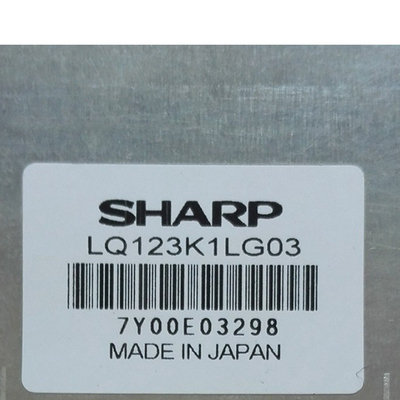 SHARP
LQ123K1LG03
7Y00E03298
MADE IN JAPAN